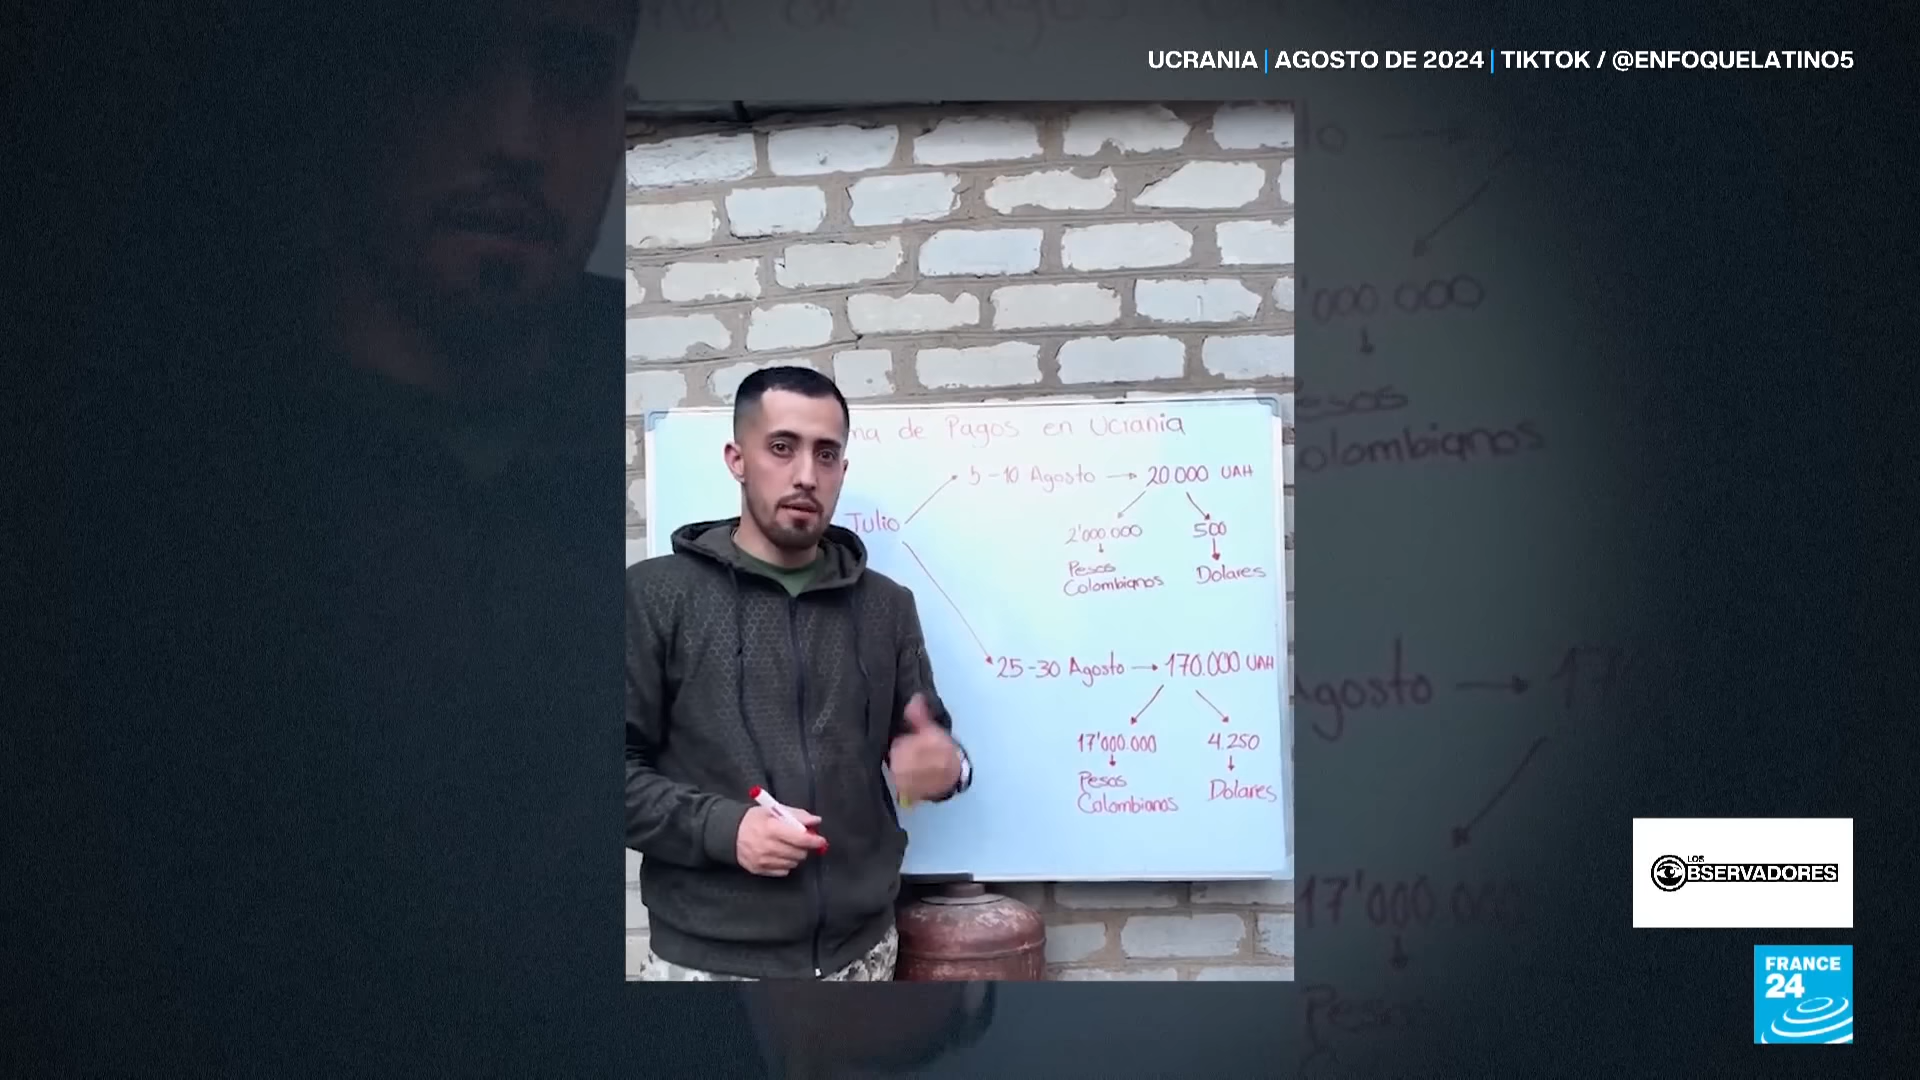 UCRANIA | AGOSTO DE 2024 | TIKTOK / @ENFOQUELATINO5
ma de Pagos en Ucrania
Julio
5-10 Agosto → 20.000 UAH
2'000.000
Pesos
Colombianos
500
Dolares
25-30 Agosto → 170.000 UAH
17'000.000
Pesos
Colombianos
4.250
Dolares
LOS
OBSERVADORES
FRANCE
24